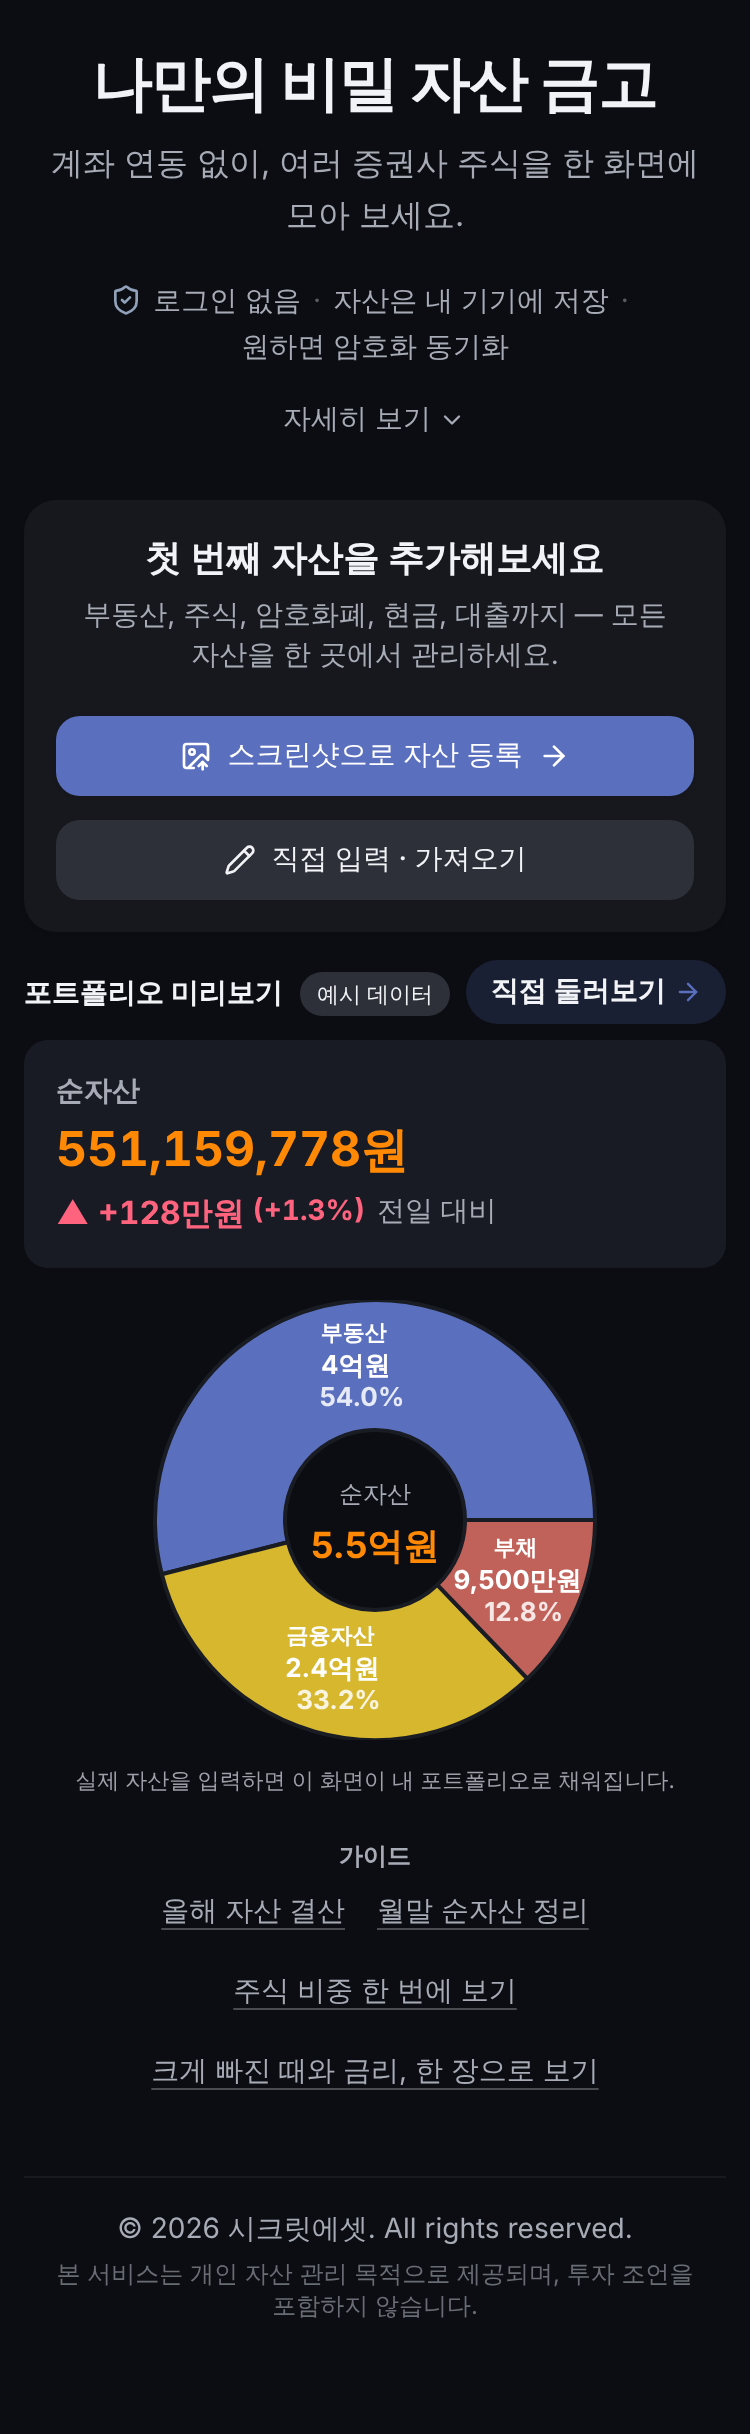 나만의 비밀 자산 금고
계좌 연동 없이, 여러 증권사 주식을 한 화면에
모아 보세요.
로그인 없음 · 자산은 내 기기에 저장 ·
원하면 암호화 동기화
자세히 보기
첫 번째 자산을 추가해보세요
부동산, 주식, 암호화폐, 현금, 대출까지 — 모든
자산을 한 곳에서 관리하세요.
스크린샷으로 자산 등록 →
직접 입력 · 가져오기
포트폴리오 미리보기 예시 데이터 직접 둘러보기 →
순자산
551,159,778원
▲ +128만원 (+1.3%) 전일 대비
부동산
4억원
54.0%
순자산
5.5억원
부채
9,500만원
12.8%
금융자산
2.4억원
33.2%
실제 자산을 입력하면 이 화면이 내 포트폴리오로 채워집니다.
가이드
올해 자산 결산 월말 순자산 정리
주식 비중 한 번에 보기
크게 빠진 때와 금리, 한 장으로 보기
© 2026 시크릿에셋. All rights reserved.
본 서비스는 개인 자산 관리 목적으로 제공되며, 투자 조언을
포함하지 않습니다.